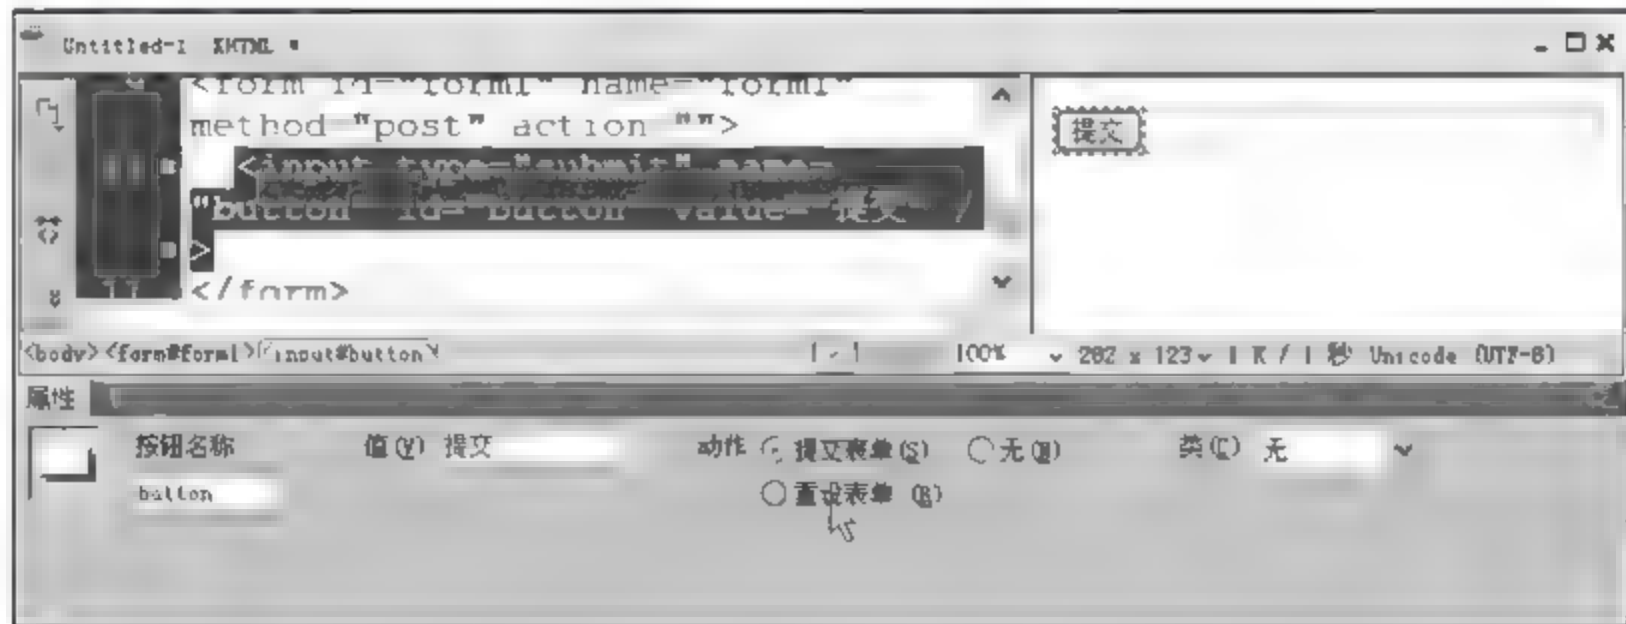 Untitled-1 XHTML *
<form id="form1" name="form1"
method="post" action="">
提交
<input type="submit" name=
"button" id="button" value="提交" /
>
</form>
<body><form#form1><input#button>
100% 282 x 123 1 K / 1 秒 Unicode (UTF-8)
属性
按钮名称 值(V) 提交 动作 提交表单(S) 无(N) 类(C) 无
button 重设表单 (R)